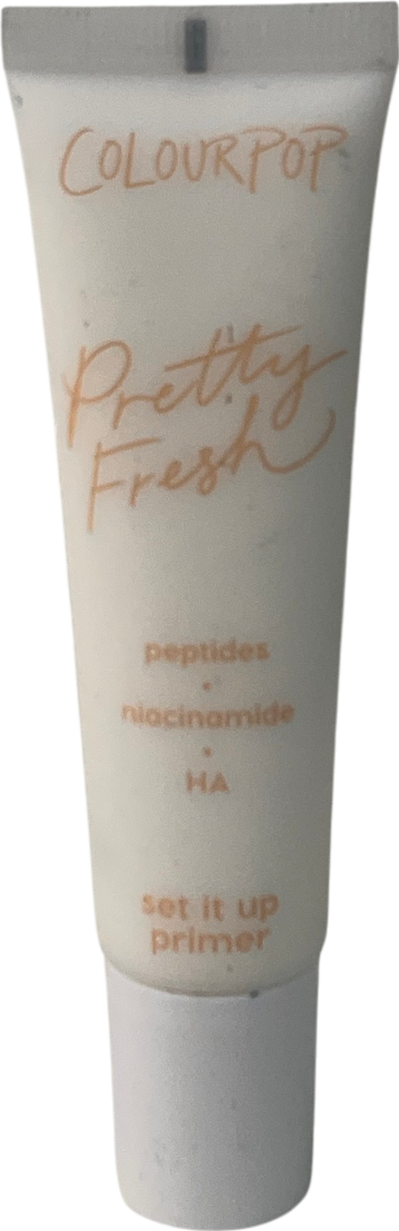 COLOURPOP
Pretty
Fresh
peptides
•
niacinamide
•
HA
set it up
primer